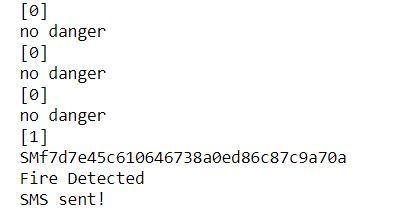 [0]
no danger
[0]
no danger
[0]
no danger
[1]
SMf7d7e45c610646738a0ed86c87c9a70a
Fire Detected
SMS sent!